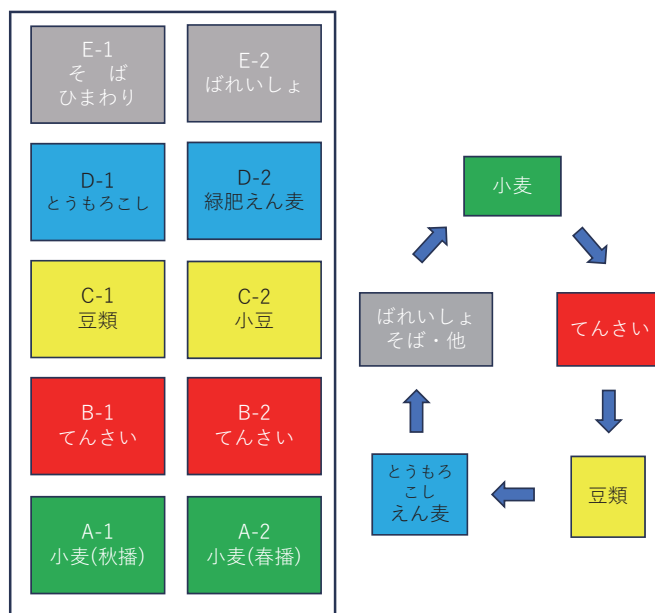 E-1
そ　ば
ひまわり
E-2
ばれいしょ
D-1
とうもろこし
D-2
緑肥えん麦
C-1
豆類
C-2
小豆
B-1
てんさい
B-2
てんさい
A-1
小麦(秋播)
A-2
小麦(春播)
小麦
てんさい
豆類
とうもろ
こし
えん麦
ばれいしょ
そば・他